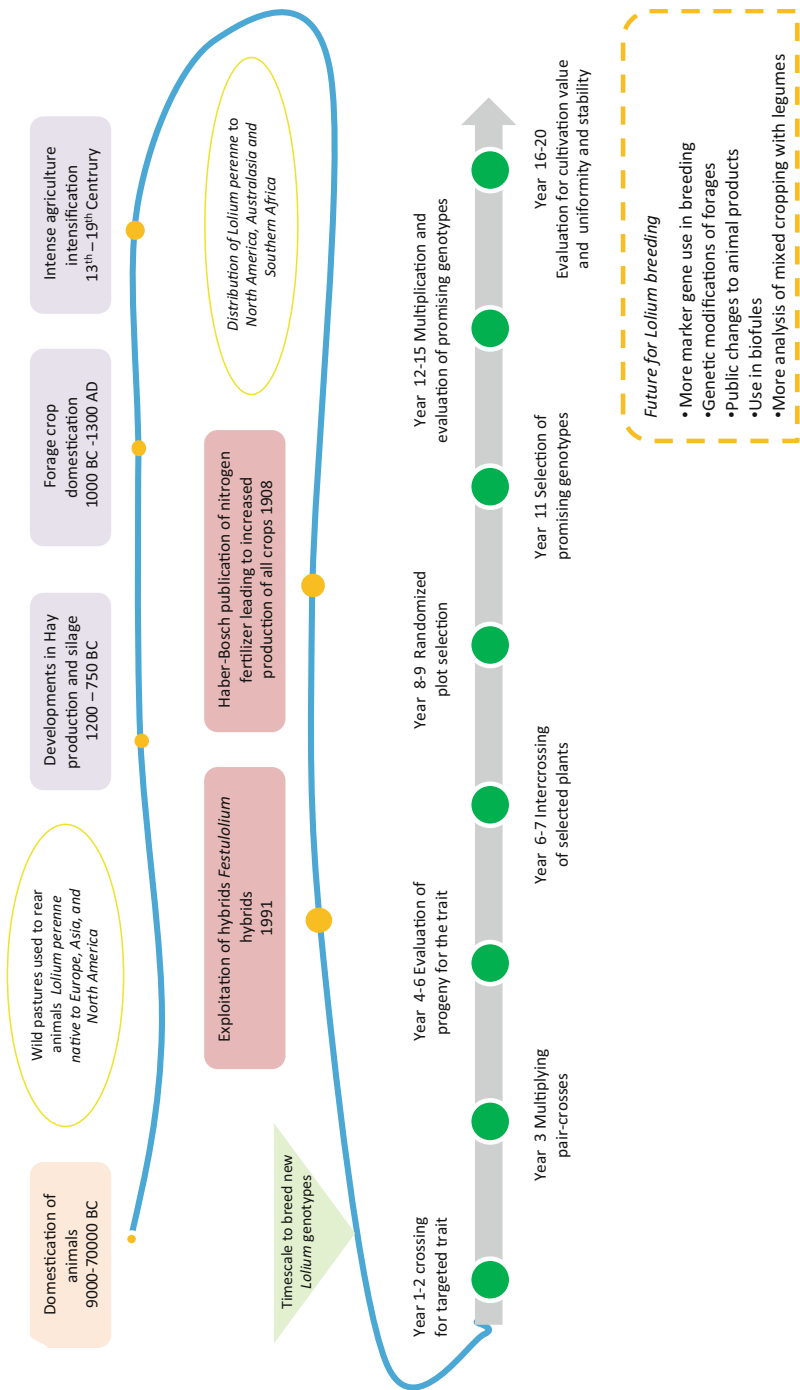 Domestication of
animals
9000-70000 BC
Wild pastures used to rear
animals Lolium perenne
native to Europe, Asia, and
North America
Developments in Hay
production and silage
1200 – 750 BC
Forage crop
domestication
1000 BC -1300 AD
Intense agriculture
intensification
13th – 19th Centrury
Distribution of Lolium perenne to
North America, Australasia and
Southern Africa
Haber-Bosch publication of nitrogen
fertilizer leading to increased
production of all crops 1908
Exploitation of hybrids Festulolium
hybrids
1991
Timescale to breed new
Lolium genotypes
Year 1-2 crossing
for targeted trait
Year 3 Multiplying
pair-crosses
Year 4-6 Evaluation of
progeny for the trait
Year 6-7 Intercrossing
of selected plants
Year 8-9 Randomized
plot selection
Year 11 Selection of
promising genotypes
Year 12-15 Multiplication and
evaluation of promising genotypes
Year 16-20
Evaluation for cultivation value
and uniformity and stability
Future for Lolium breeding
•More marker gene use in breeding
•Genetic modifications of forages
•Public changes to animal products
•Use in biofules
•More analysis of mixed cropping with legumes